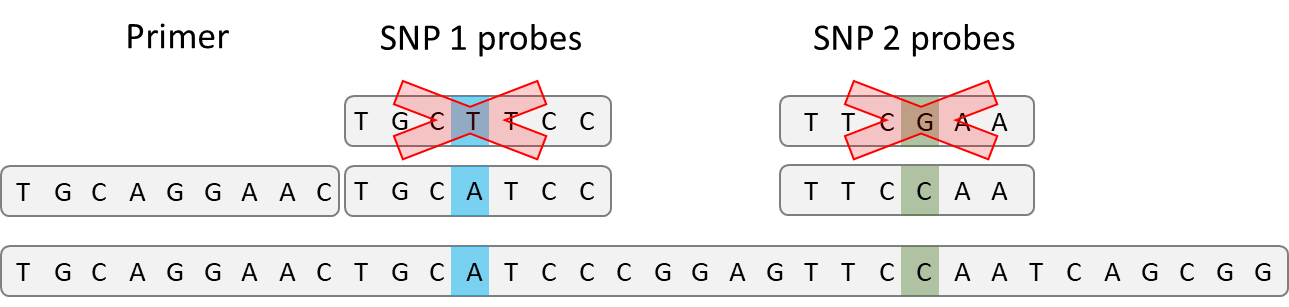 Primer SNP 1 probes SNP 2 probes
T G C T T C C T T C G A A
T G C A G G A A C T G C A T C C T T C C A A
T G C A G G A A C T G C A T C C C G G A G T T C C A A T C A G C G G